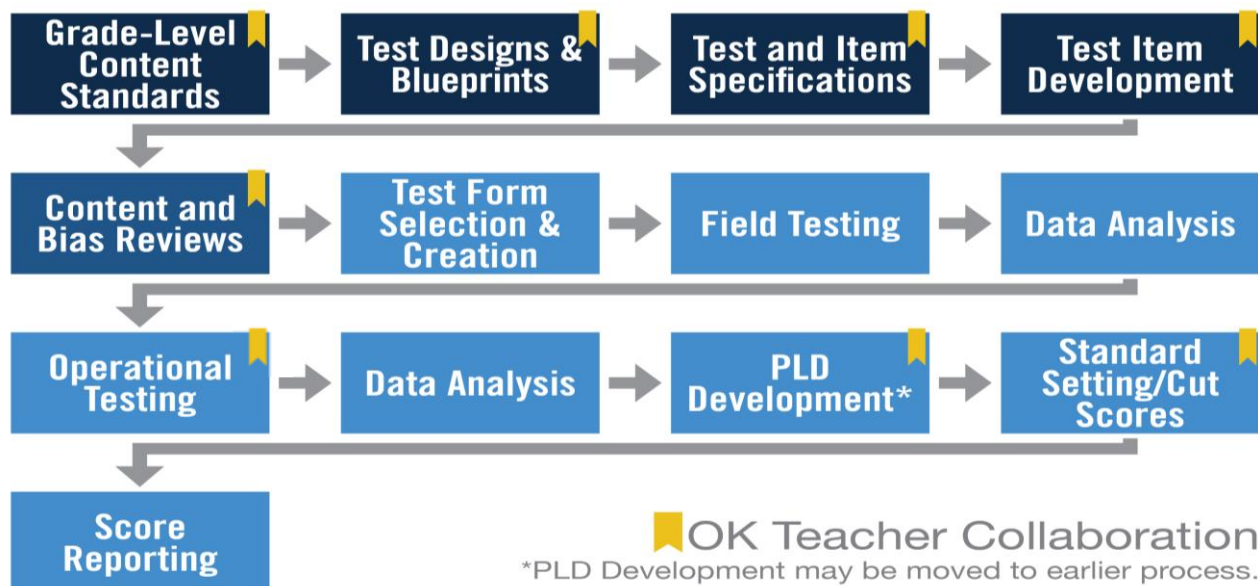 Grade-Level
Content
Standards
Test Designs &
Blueprints
Test and Item
Specifications
Test Item
Development
Content and
Bias Reviews
Test Form
Selection &
Creation
Field Testing
Data Analysis
Operational
Testing
Data Analysis
PLD
Development*
Standard
Setting/Cut
Scores
Score
Reporting
OK Teacher Collaboration
*PLD Development may be moved to earlier process.